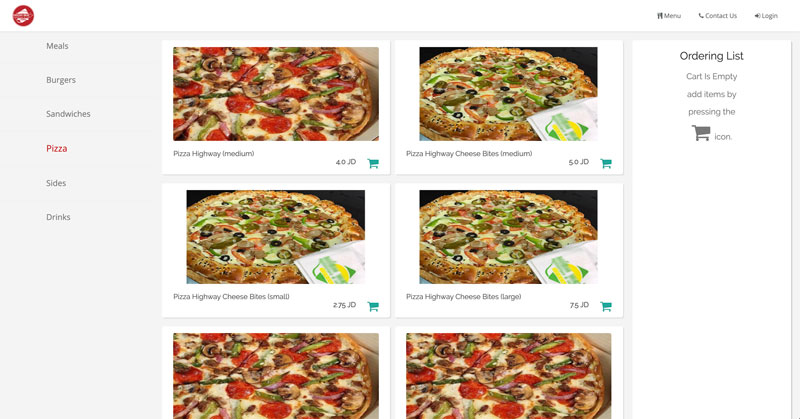 Menu
Contact Us
Login
Meals
Burgers
Sandwiches
Pizza
Sides
Drinks
Pizza Highway (medium)
4.0 JD
Pizza Highway Cheese Bites (medium)
5.0 JD
Pizza Highway Cheese Bites (small)
2.75 JD
Pizza Highway Cheese Bites (large)
7.5 JD
Ordering List
Cart Is Empty
add items by
pressing the
icon.